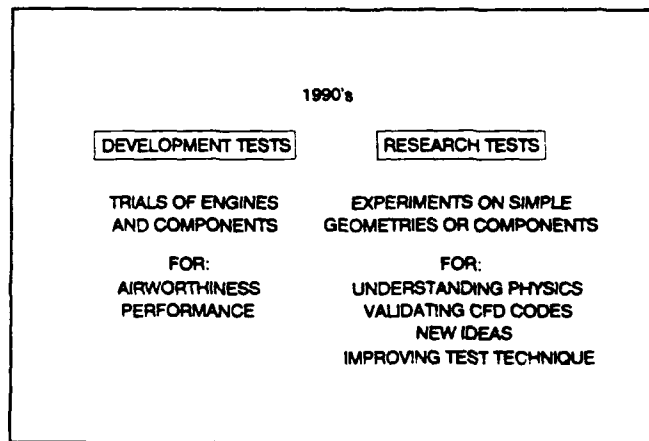 1990's
DEVELOPMENT TESTS
TRIALS OF ENGINES
AND COMPONENTS
FOR:
AIRWORTHINESS
PERFORMANCE
RESEARCH TESTS
EXPERIMENTS ON SIMPLE
GEOMETRIES OR COMPONENTS
FOR:
UNDERSTANDING PHYSICS
VALIDATING CFD CODES
NEW IDEAS
IMPROVING TEST TECHNIQUE